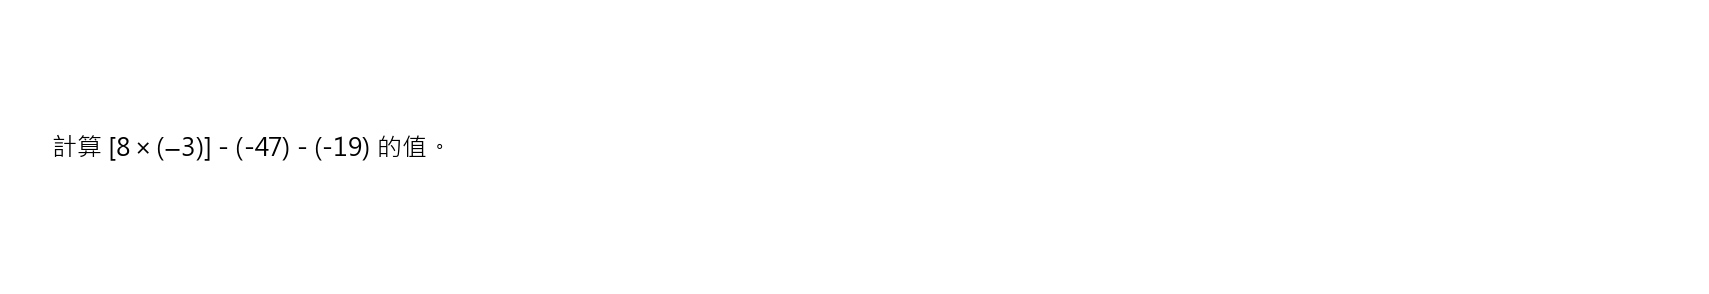 計算 [8 × (−3)] - (-47) - (-19) 的值。